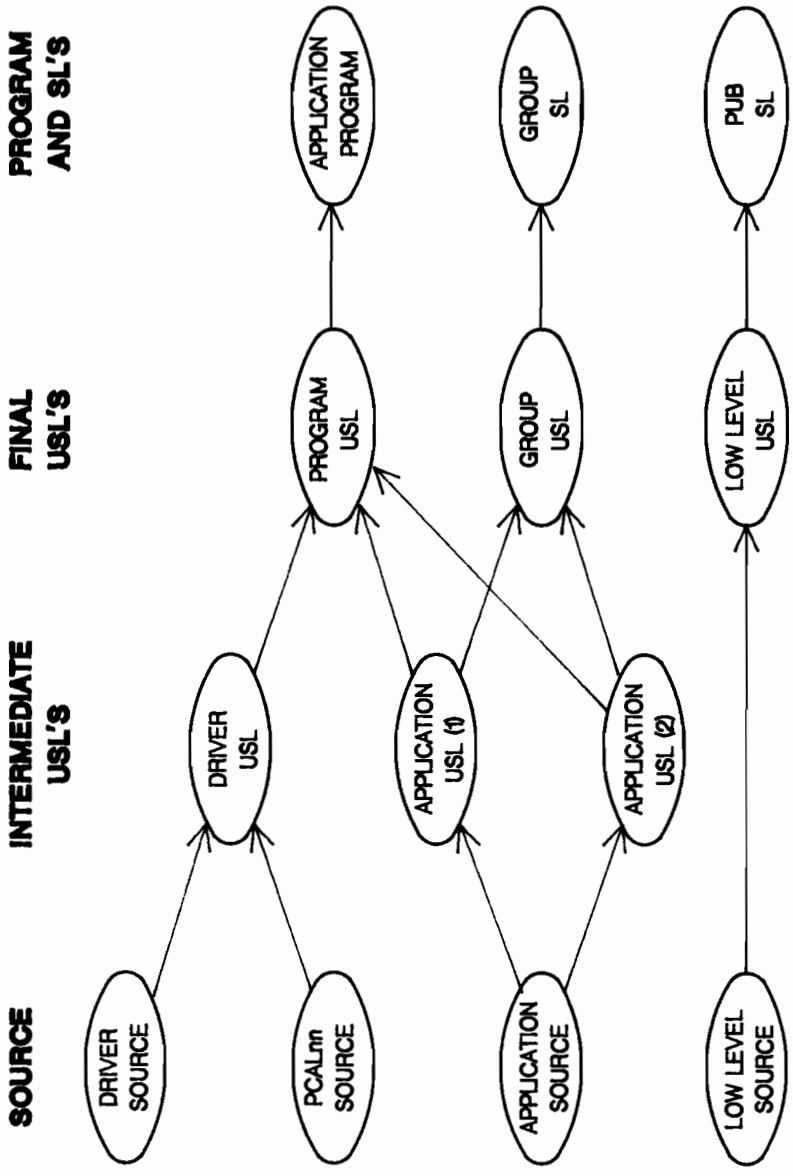 SOURCE
INTERMEDIATE
USL'S
FINAL
USL'S
PROGRAM
AND SL'S
DRIVER
SOURCE
PCALnn
SOURCE
APPLICATION
SOURCE
LOW LEVEL
SOURCE
DRIVER
USL
APPLICATION
USL (1)
APPLICATION
USL (2)
PROGRAM
USL
GROUP
USL
LOW LEVEL
USL
APPLICATION
PROGRAM
GROUP
SL
PUB
SL